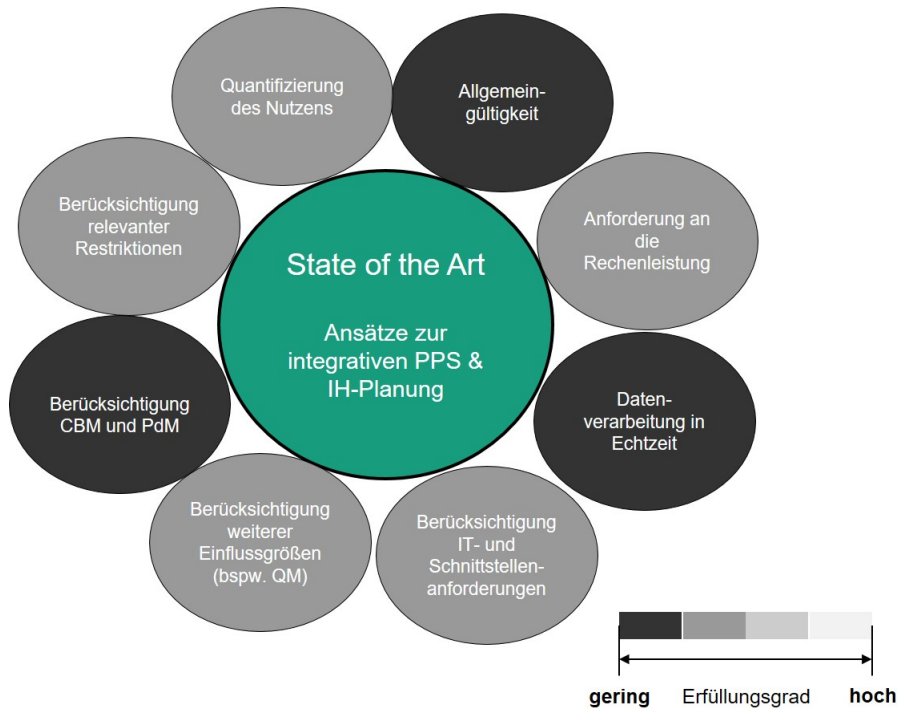 Quantifizierung
des Nutzens
Allgemein-
gültigkeit
Berücksichtigung
relevanter
Restriktionen
Anforderung an
die
Rechenleistung
State of the Art
Ansätze zur
integrativen PPS &
IH-Planung
Berücksichtigung
CBM und PdM
Daten-
verarbeitung in
Echtzeit
Berücksichtigung
weiterer
Einflussgrößen
(bspw. QM)
Berücksichtigung
IT- und
Schnittstellen-
anforderungen
gering Erfüllungsgrad hoch